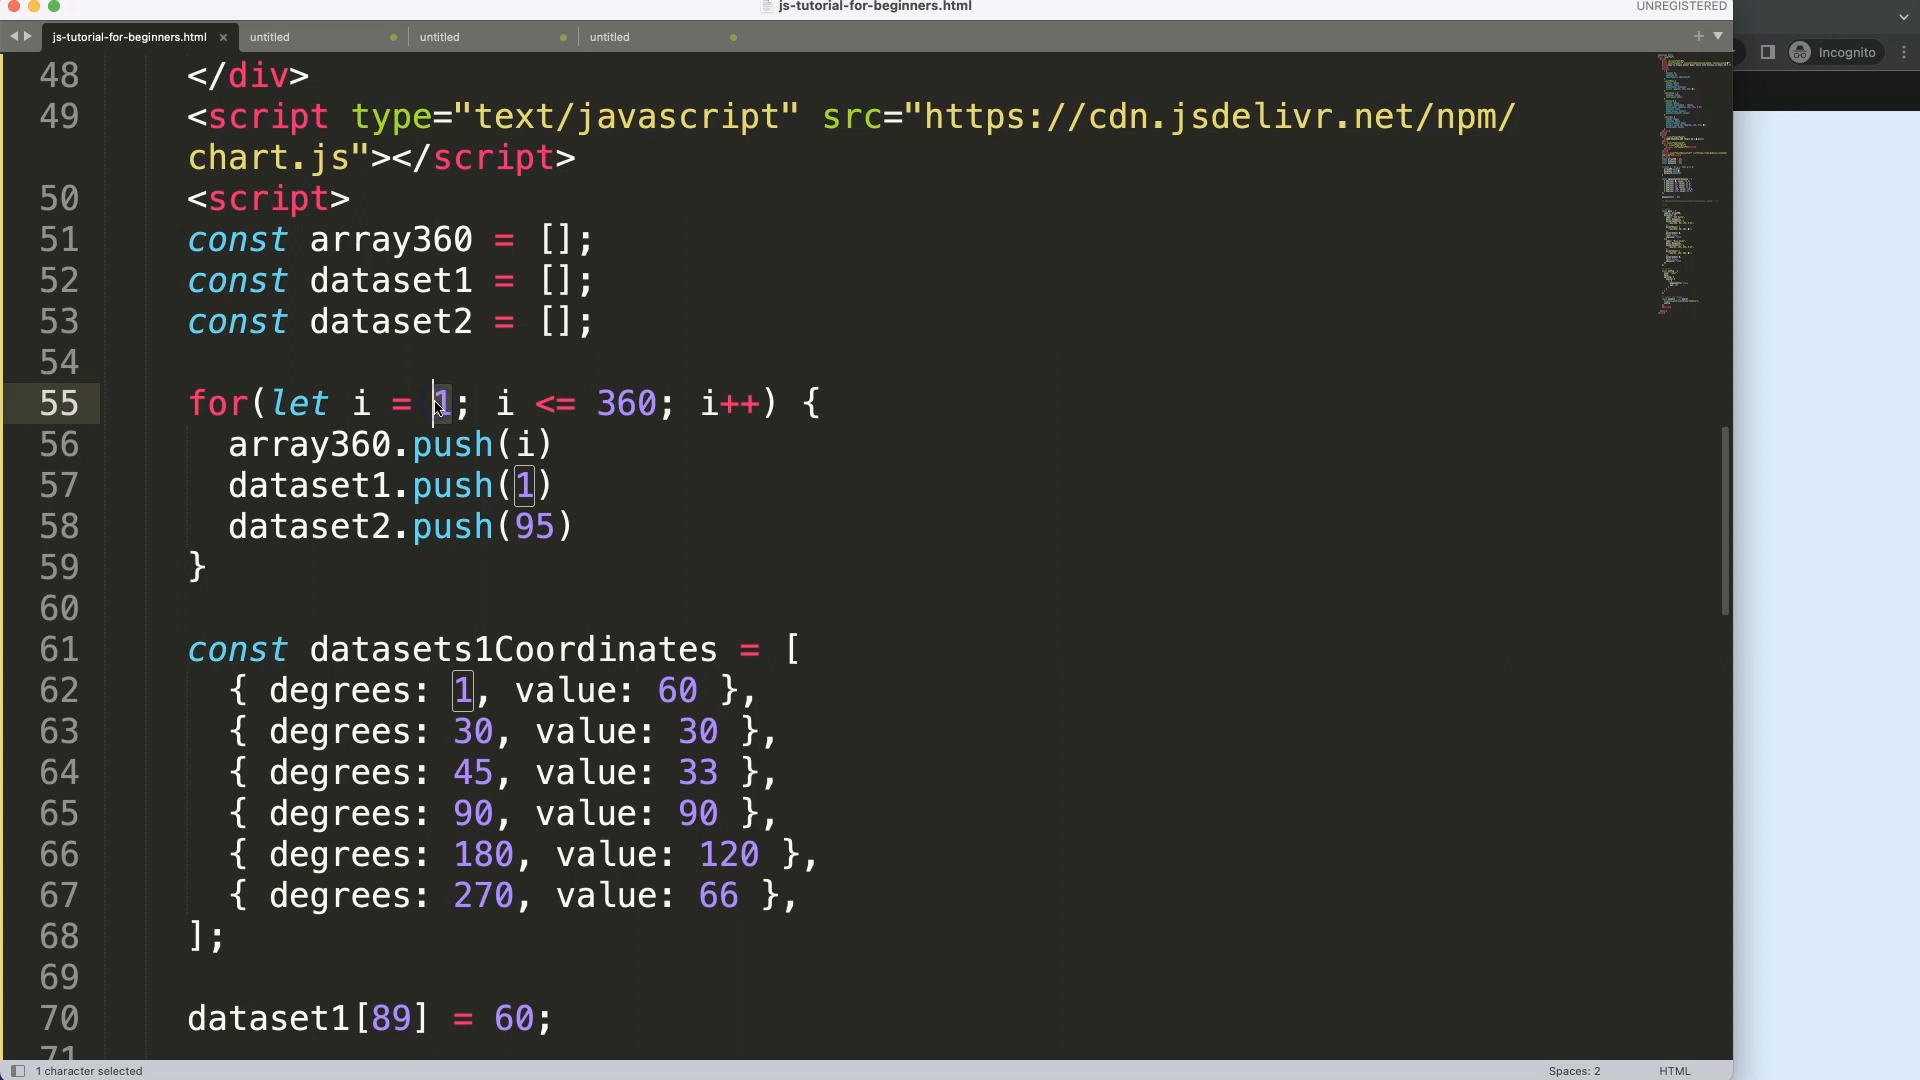 js-tutorial-for-beginners.html
UNREGISTERED
js-tutorial-for-beginners.html × untitled untitled untitled
Incognito
48 </div>
49 <script type="text/javascript" src="https://cdn.jsdelivr.net/npm/
chart.js"></script>
50 <script>
51 const array360 = [];
52 const dataset1 = [];
53 const dataset2 = [];
54
55 for(let i = 1; i <= 360; i++) {
56 array360.push(i)
57 dataset1.push(1)
58 dataset2.push(95)
59 }
60
61 const datasets1Coordinates = [
62 { degrees: 1, value: 60 },
63 { degrees: 30, value: 30 },
64 { degrees: 45, value: 33 },
65 { degrees: 90, value: 90 },
66 { degrees: 180, value: 120 },
67 { degrees: 270, value: 66 },
68 ];
69
70 dataset1[89] = 60;
71
1 character selected
Spaces: 2
HTML